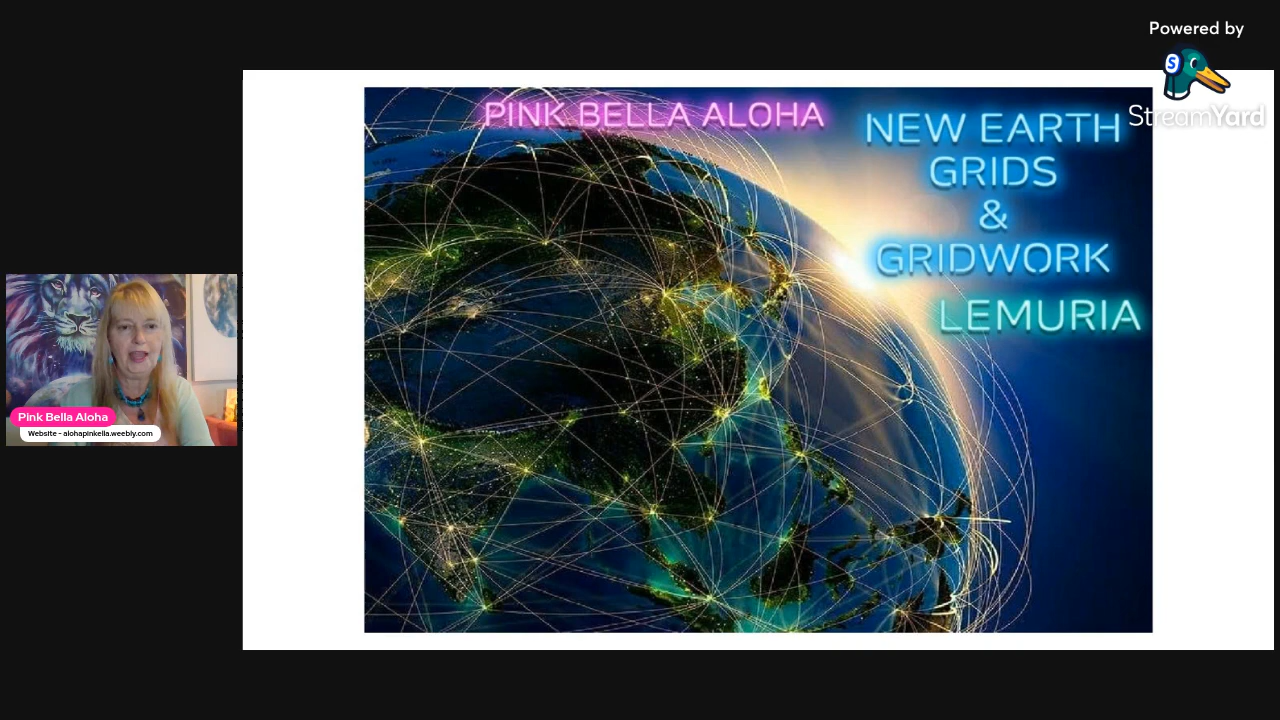 Powered by
StreamYard
PINK BELLA ALOHA
NEW EARTH
GRIDS
&
GRIDWORK
LEMURIA
Pink Bella Aloha
Website - alohapinkella.weebly.com